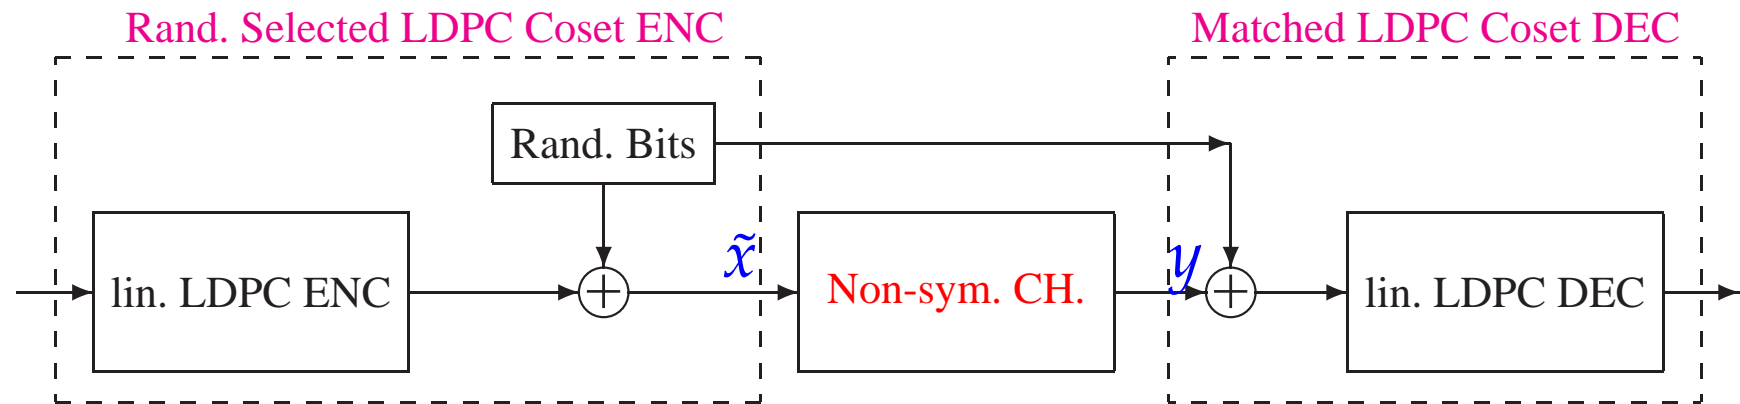 Rand. Selected LDPC Coset ENC
Matched LDPC Coset DEC
Rand. Bits
lin. LDPC ENC
+
x̃
Non-sym. CH.
y
+
lin. LDPC DEC